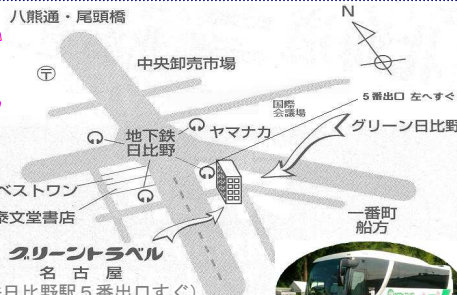 八熊通・尾頭橋
N
〒
中央卸売市場
5番出口 左へすぐ
国際
会議場
地下鉄
日比野
ヤマナカ
グリーン日比野
ベストワン
泰文堂書店
一番町
船方
グリーントラベル
名古屋
日比野駅5番出口すぐ)